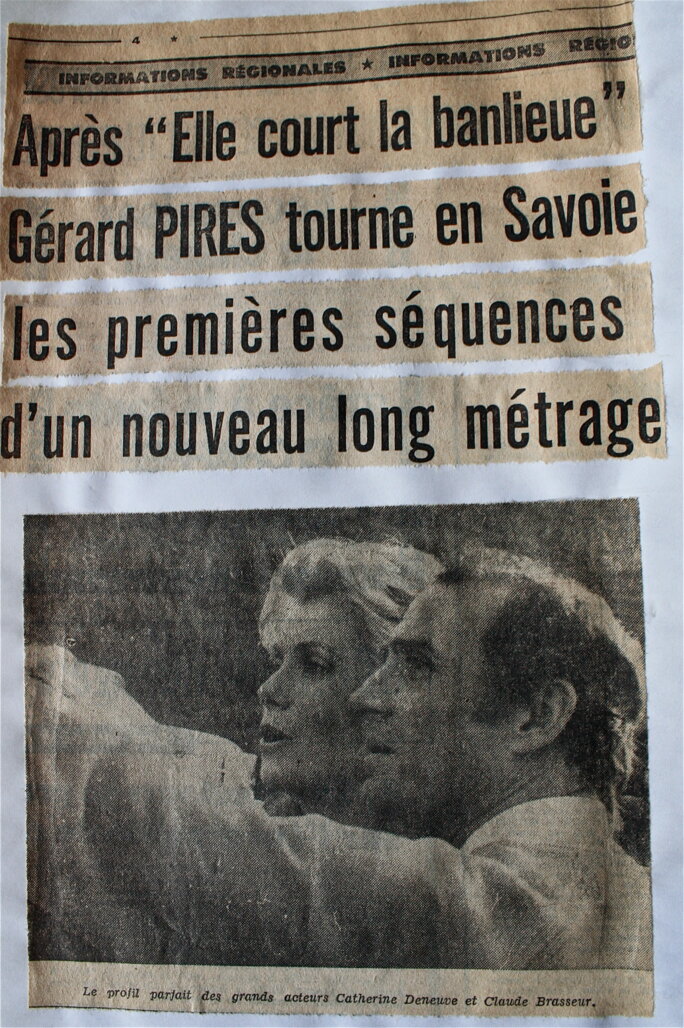 4 ★
INFORMATIONS RÉGIONALES ★ INFORMATIONS RÉGIO
Après “Elle court la banlieue”
Gérard PIRES tourne en Savoie
les premières séquences
d'un nouveau long métrage
Le profil parfait des grands acteurs Catherine Deneuve et Claude Brasseur.